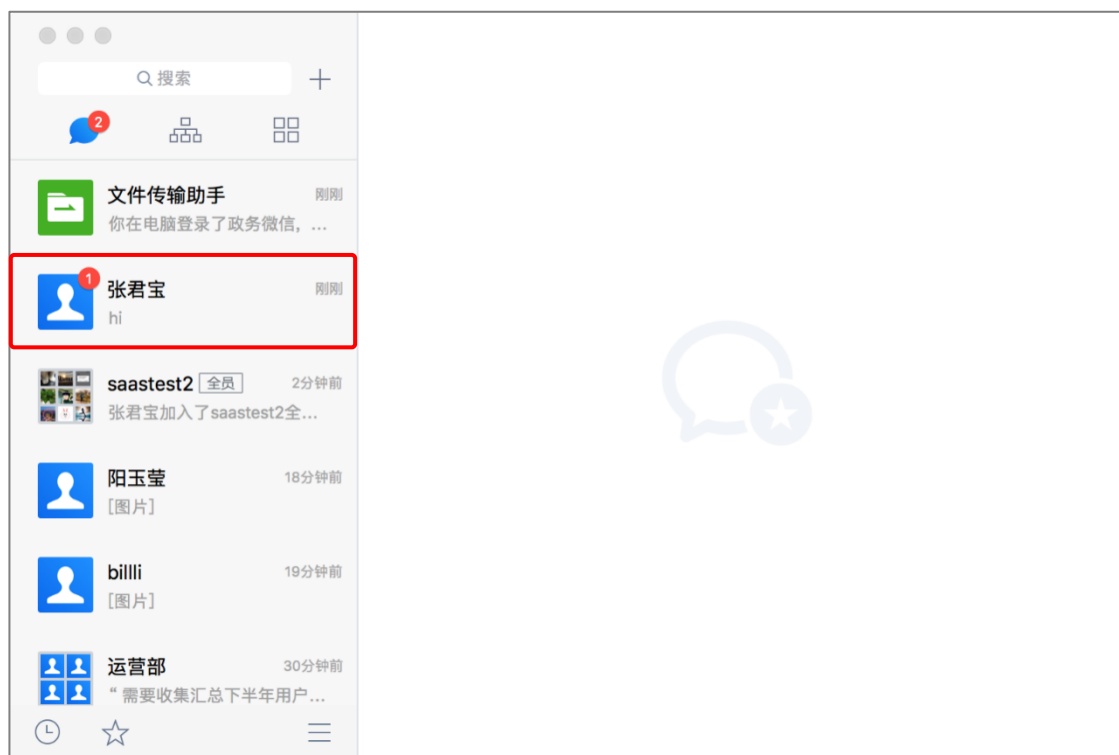 搜索
2
文件传输助手 刚刚
你在电脑登录了政务微信，...
1
张君宝 刚刚
hi
saastest2 全员 2分钟前
张君宝加入了saastest2全...
阳玉莹 18分钟前
[图片]
billli 19分钟前
[图片]
运营部 30分钟前
“ 需要收集汇总下半年用户...